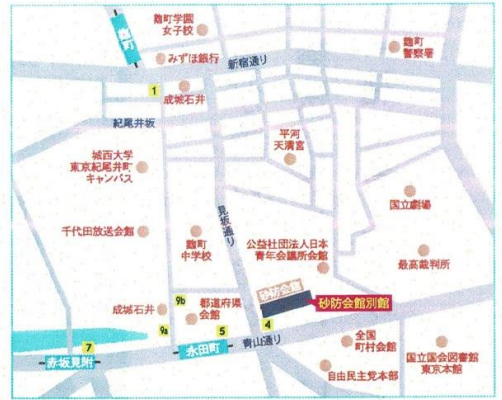 麹町学園
女子校
麹町
みずほ銀行
新宿通り
麹町
警察署
1
成城石井
紀尾井坂
平河
天満宮
城西大学
東京紀尾井町
キャンパス
国立劇場
貝坂通り
千代田放送会館
麹町
中学校
公益社団法人日本
青年会議所会館
最高裁判所
砂防会館
砂防会館別館
9b
都道府県
会館
成城石井
9a
5
4
全国
町村会館
7
赤坂見附
永田町
青山通り
国立国会図書館
東京本館
自由民主党本部